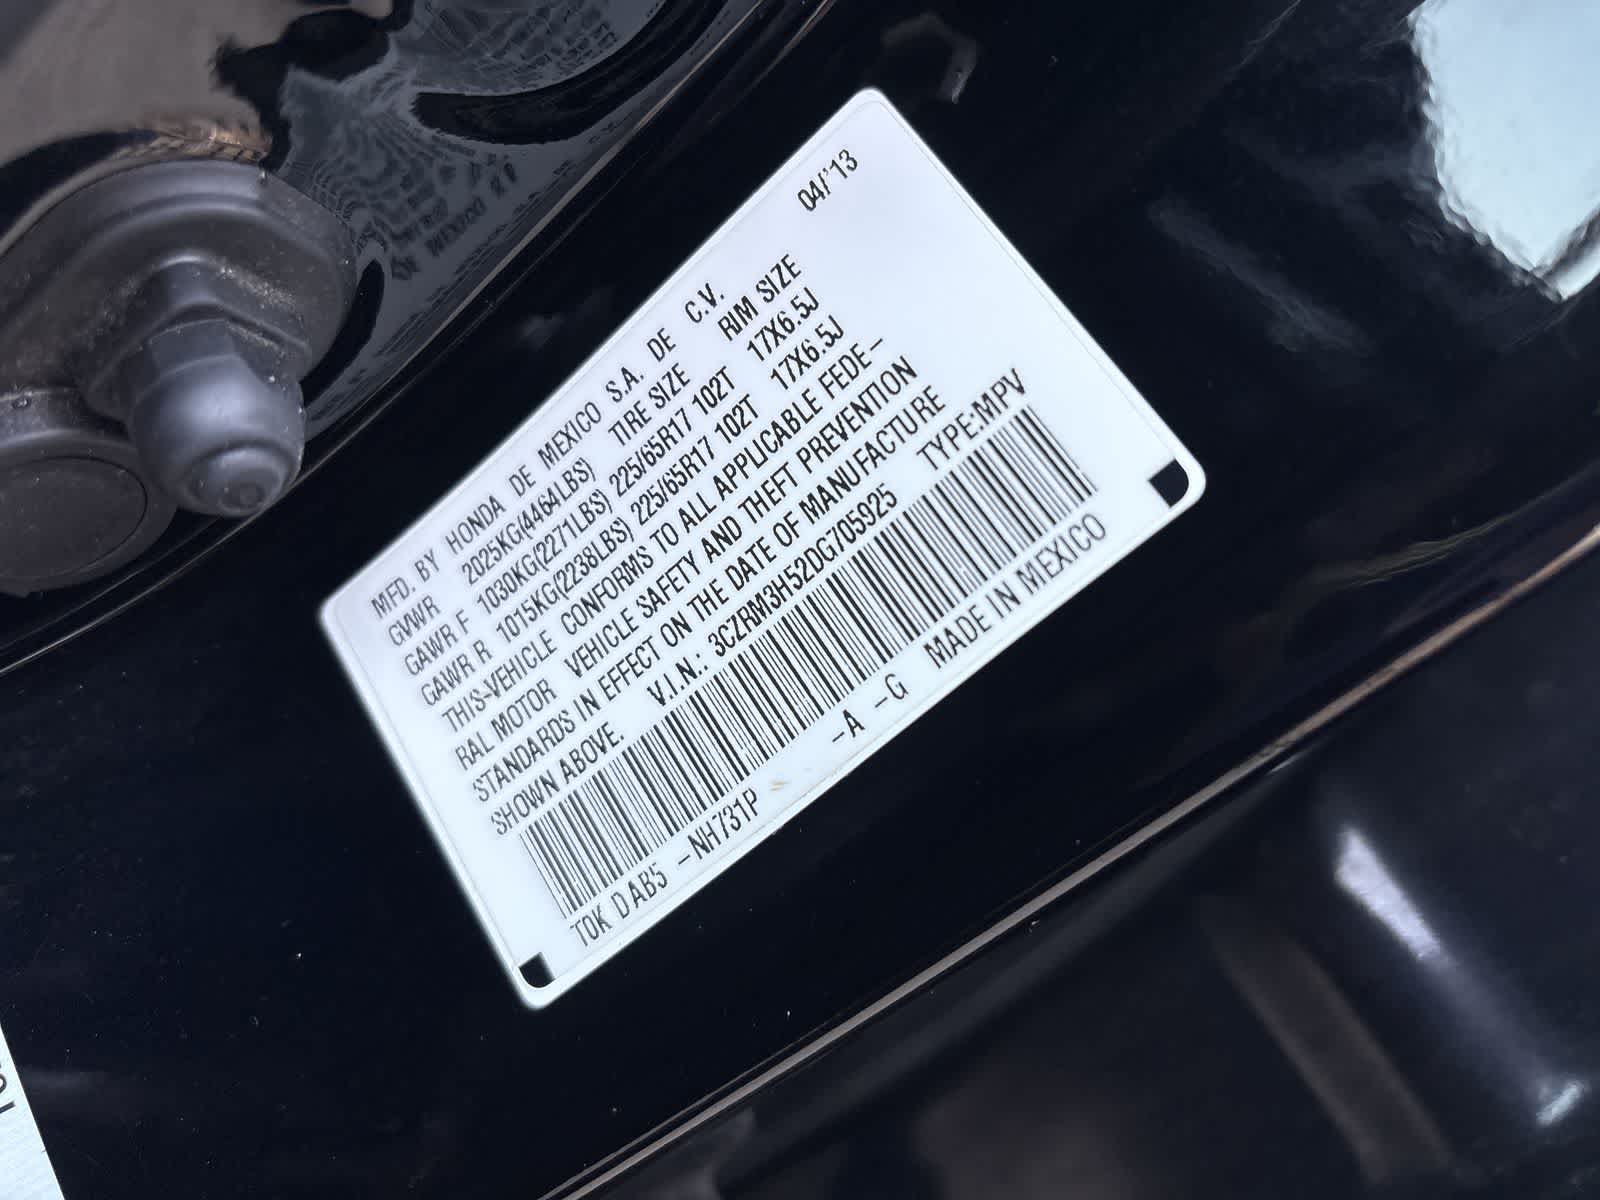 04/'13
MFD. BY HONDA DE MEXICO S.A. DE C.V.
GVWR 2025KG(4464LBS) TIRE SIZE RIM SIZE
GAWR F 1030KG(2271LBS) 225/65R17 102T 17X6.5J
GAWR R 1015KG(2238LBS) 225/65R17 102T 17X6.5J
THIS-VEHICLE CONFORMS TO ALL APPLICABLE FEDE-
RAL MOTOR VEHICLE SAFETY AND THEFT PREVENTION
STANDARDS IN EFFECT ON THE DATE OF MANUFACTURE
SHOWN ABOVE. V.I.N.: 3CZRM3H52DG705925 TYPE:MPV
T0K D AB5 -NH731P -A -G MADE IN MEXICO